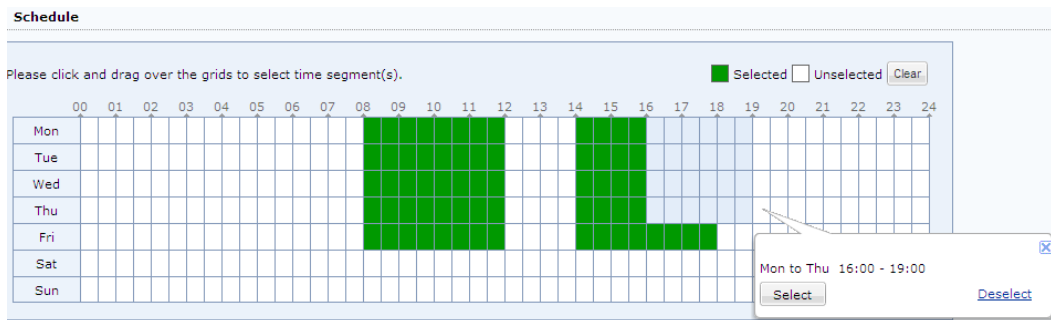 Schedule
Please click and drag over the grids to select time segment(s). Selected Unselected Clear
00 01 02 03 04 05 06 07 08 09 10 11 12 13 14 15 16 17 18 19 20 21 22 23 24
Mon
Tue
Wed
Thu
Fri
Sat
Sun
Mon to Thu 16:00 - 19:00
Select Deselect